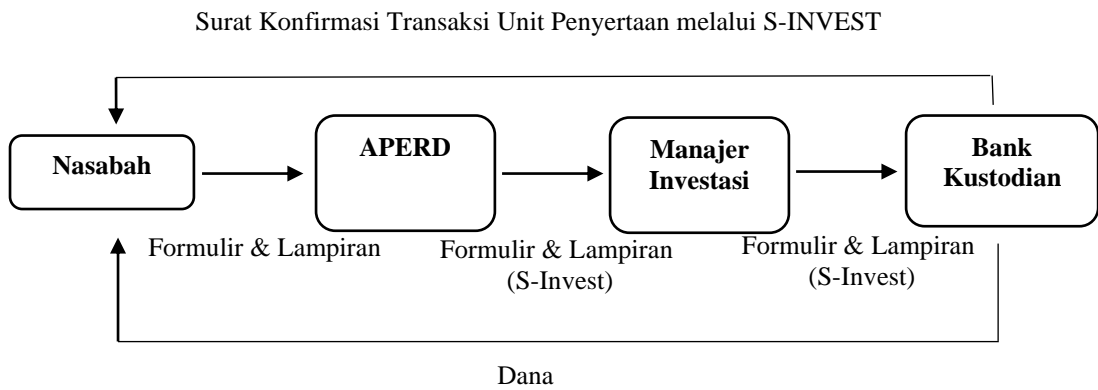 Surat Konfirmasi Transaksi Unit Penyertaan melalui S-INVEST
Nasabah
APERD
Manajer
Investasi
Bank
Kustodian
Formulir & Lampiran
Formulir & Lampiran
(S-Invest)
Formulir & Lampiran
(S-Invest)
Dana